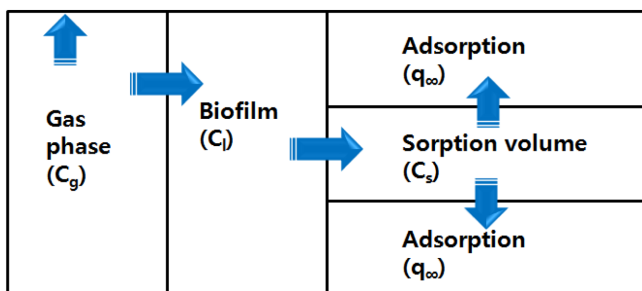 Gas
phase
(Cg)
Biofilm
(Cl)
Adsorption
(q∞)
Sorption volume
(Cs)
Adsorption
(q∞)